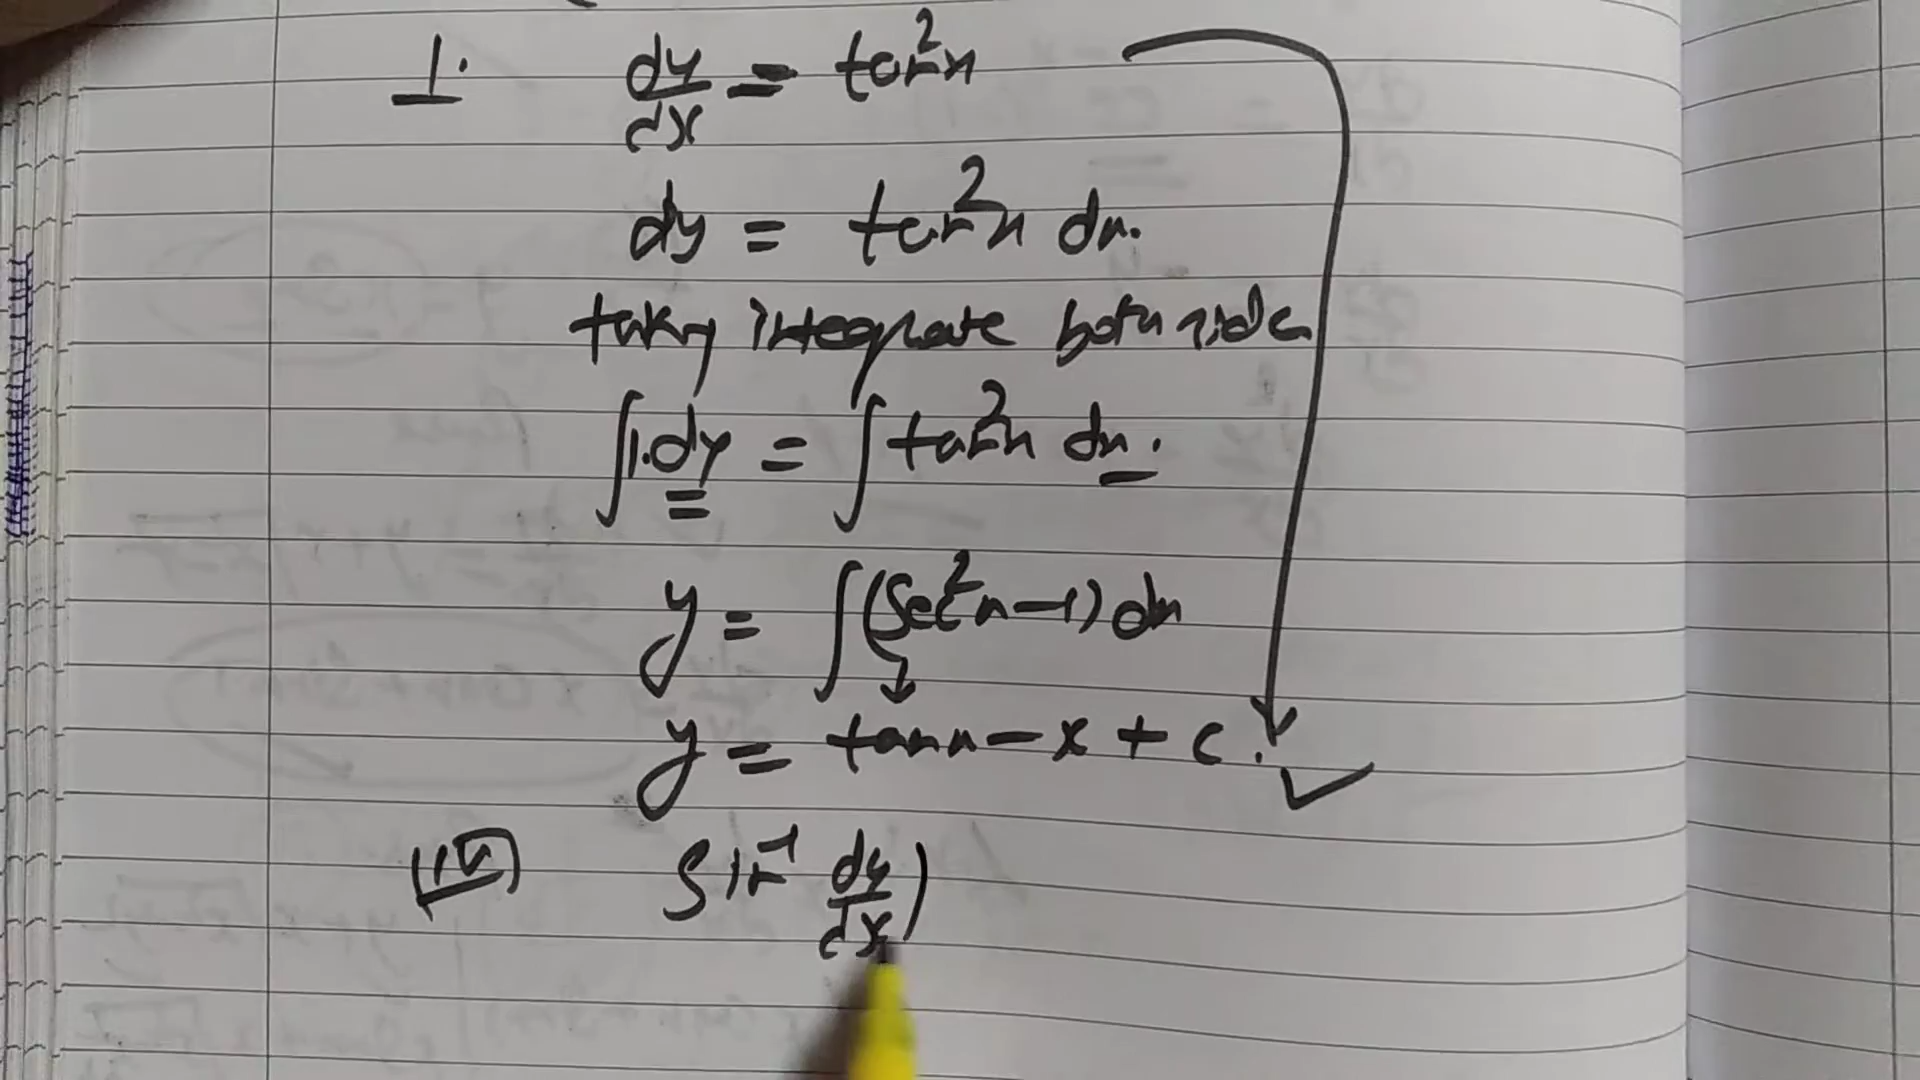 1. dy/dx = tan²x
dy = tan²x dx.
taking integrate both sides
∫1.dy = ∫tan²x dx.
y = ∫(Sec²x-1) dx
y = tanx - x + c.
(iv) Sin⁻¹ dy/dx)